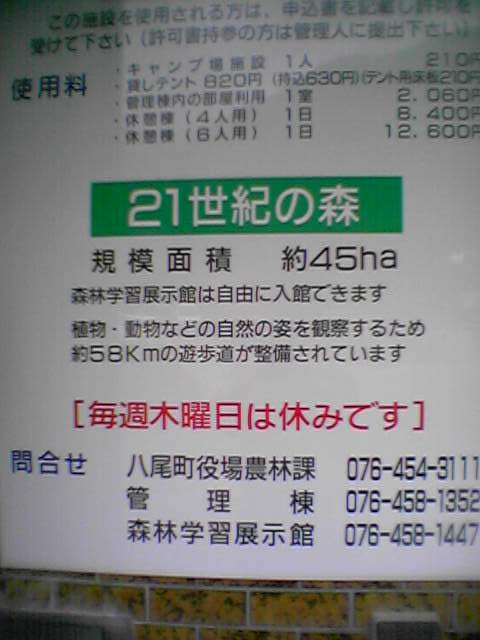 この施設を使用される方は、申込書を記載し許可を
受けて下さい（許可書持参の方は管理人に提出下さい）
使用料
・キャンプ場施設 1人 210円
・貸しテント 820円（持込630円）（テント用床板210円
・管理棟内の部屋利用 1室 2.060円
・休憩棟（4人用） 1日 8.400円
・休憩棟（6人用） 1日 12.600円
21世紀の森
規模面積 約45ha
森林学習展示館は自由に入館できます
植物・動物などの自然の姿を観察するため
約58Kmの遊歩道が整備されています
［毎週木曜日は休みです］
問合せ 八尾町役場農林課 076-454-3111
管理棟 076-458-1352
森林学習展示館 076-458-1447